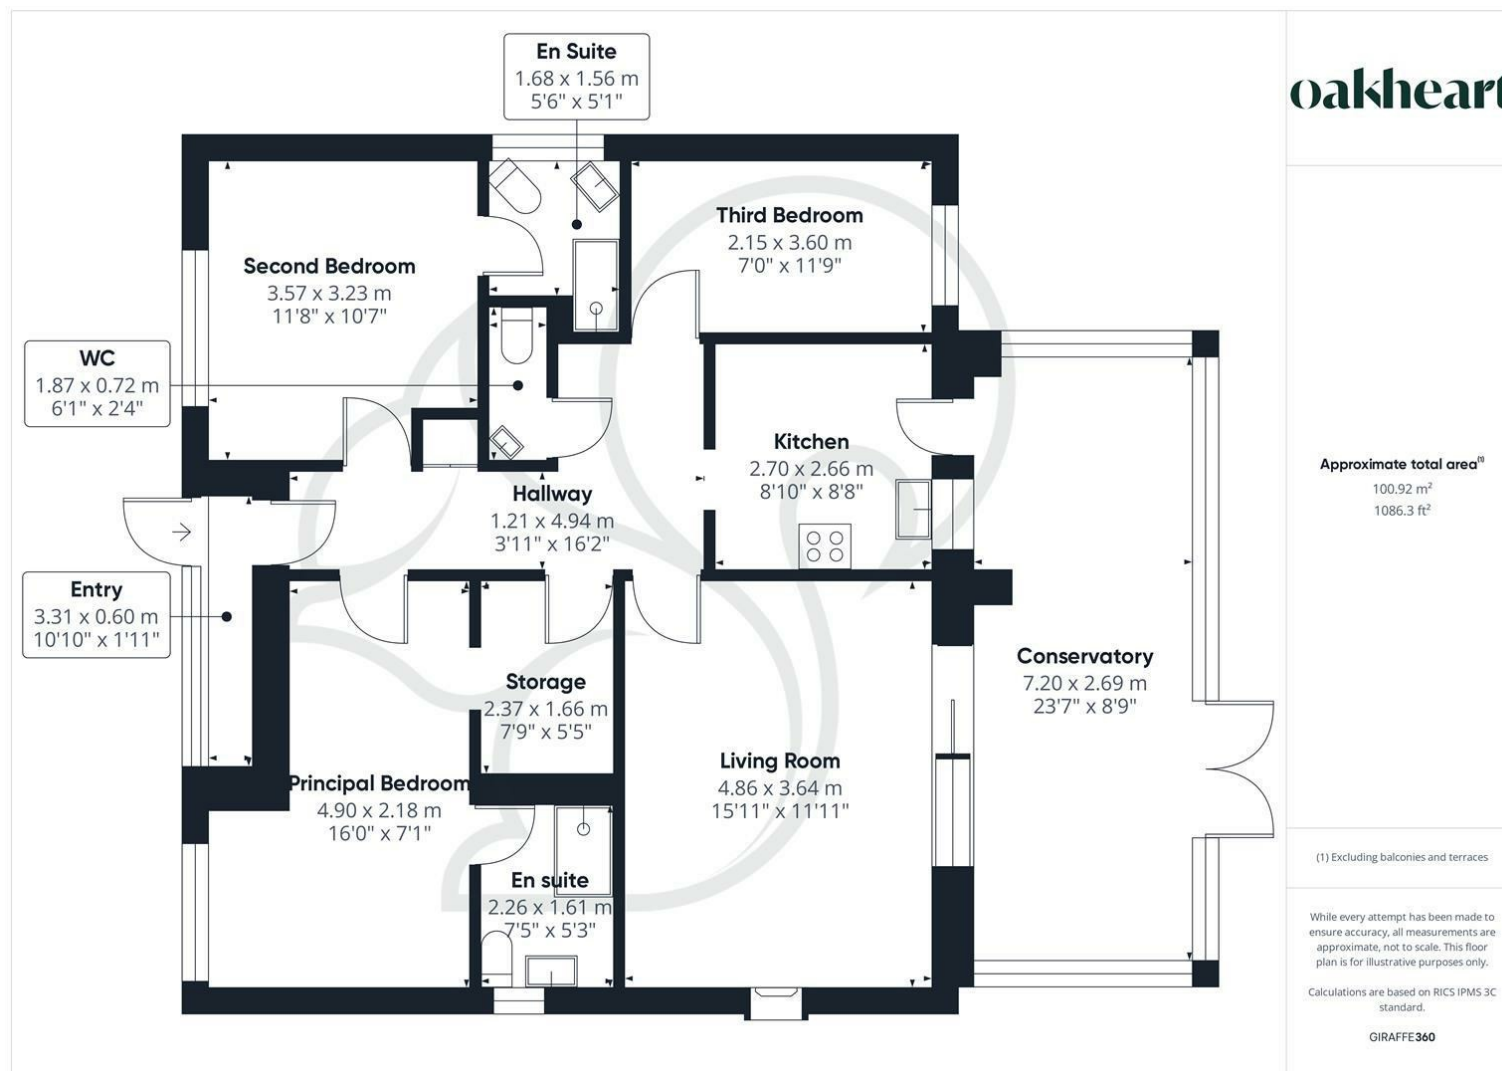 En Suite
1.68 x 1.56 m
5'6" x 5'1"
oakheart
Third Bedroom
2.15 x 3.60 m
7'0" x 11'9"
Second Bedroom
3.57 x 3.23 m
11'8" x 10'7"
WC
1.87 x 0.72 m
6'1" x 2'4"
Kitchen
2.70 x 2.66 m
8'10" x 8'8"
Approximate total area(1)
100.92 m²
1086.3 ft²
Hallway
1.21 x 4.94 m
3'11" x 16'2"
Entry
3.31 x 0.60 m
10'10" x 1'11"
Storage
2.37 x 1.66 m
7'9" x 5'5"
Conservatory
7.20 x 2.69 m
23'7" x 8'9"
Principal Bedroom
4.90 x 2.18 m
16'0" x 7'1"
Living Room
4.86 x 3.64 m
15'11" x 11'11"
En suite
2.26 x 1.61 m
7'5" x 5'3"
(1) Excluding balconies and terraces
While every attempt has been made to
ensure accuracy, all measurements are
approximate, not to scale. This floor
plan is for illustrative purposes only.
Calculations are based on RICS IPMS 3C
standard.
GIRAFFE360